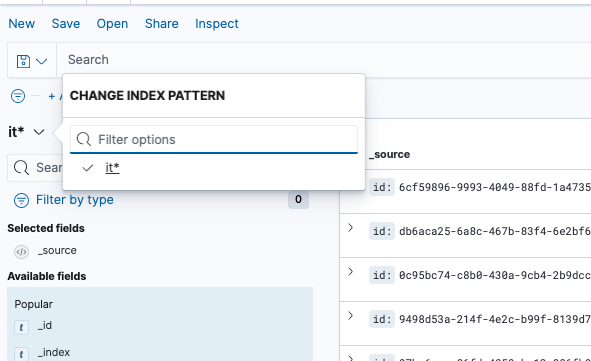 New Save Open Share Inspect
Search
CHANGE INDEX PATTERN
it*
Filter options
it*
_source
Filter by type 0
id: 6cf59896-9993-4049-88fd-1a4735
Selected fields
id: db6aca25-6a8c-467b-83f4-6e2bf6
_source
id: 0c95bc74-c8b0-430a-9cb4-2b9dcc
Available fields
Popular
id: 9498d53a-214f-4e2c-b99f-8139d7
t _id
t _index